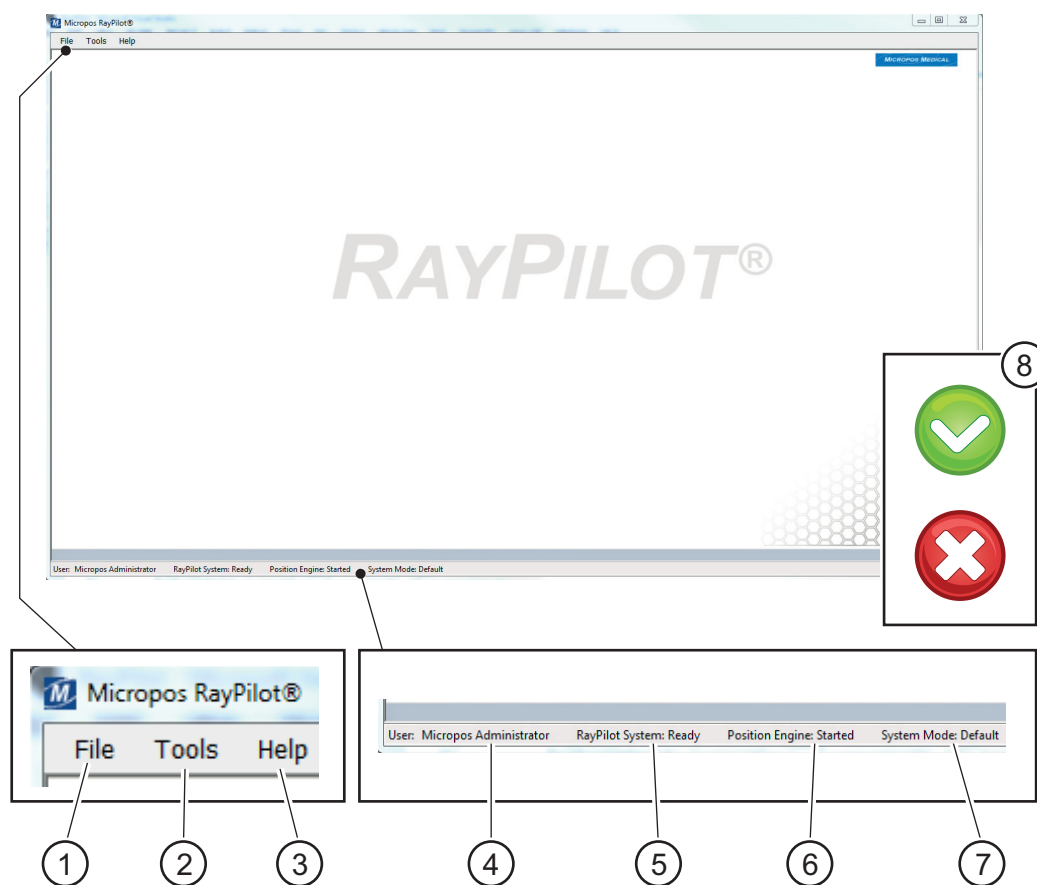 Micropos RayPilot®
File Tools Help
MICROPOS MEDICAL
RAYPILOT®
8
User: Micropos Administrator RayPilot System: Ready Position Engine: Started System Mode: Default
Micropos RayPilot®
File Tools Help
User: Micropos Administrator RayPilot System: Ready Position Engine: Started System Mode: Default
1 2 3 4 5 6 7